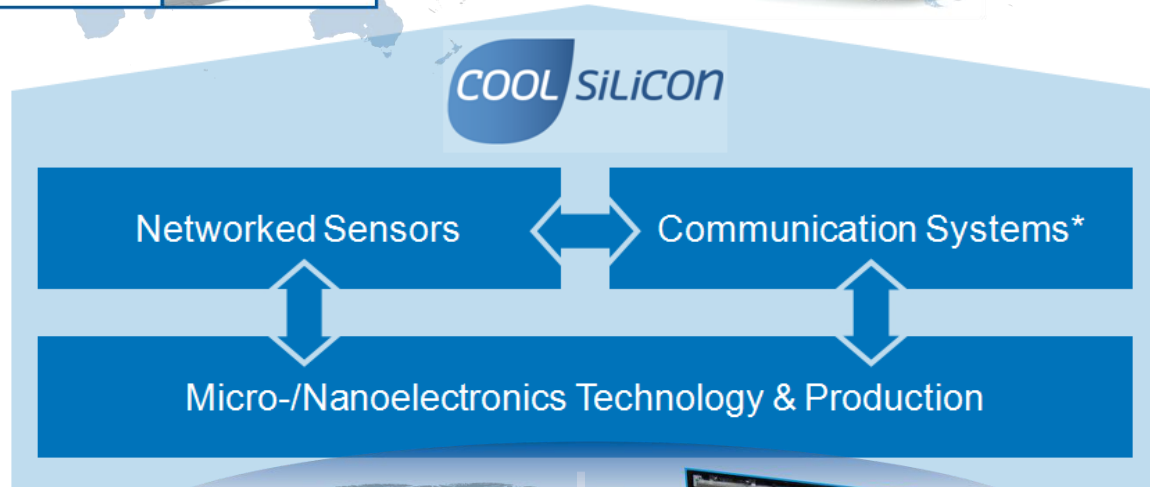 COOL SiLiCON
Networked Sensors
Communication Systems*
Micro-/Nanoelectronics Technology & Production